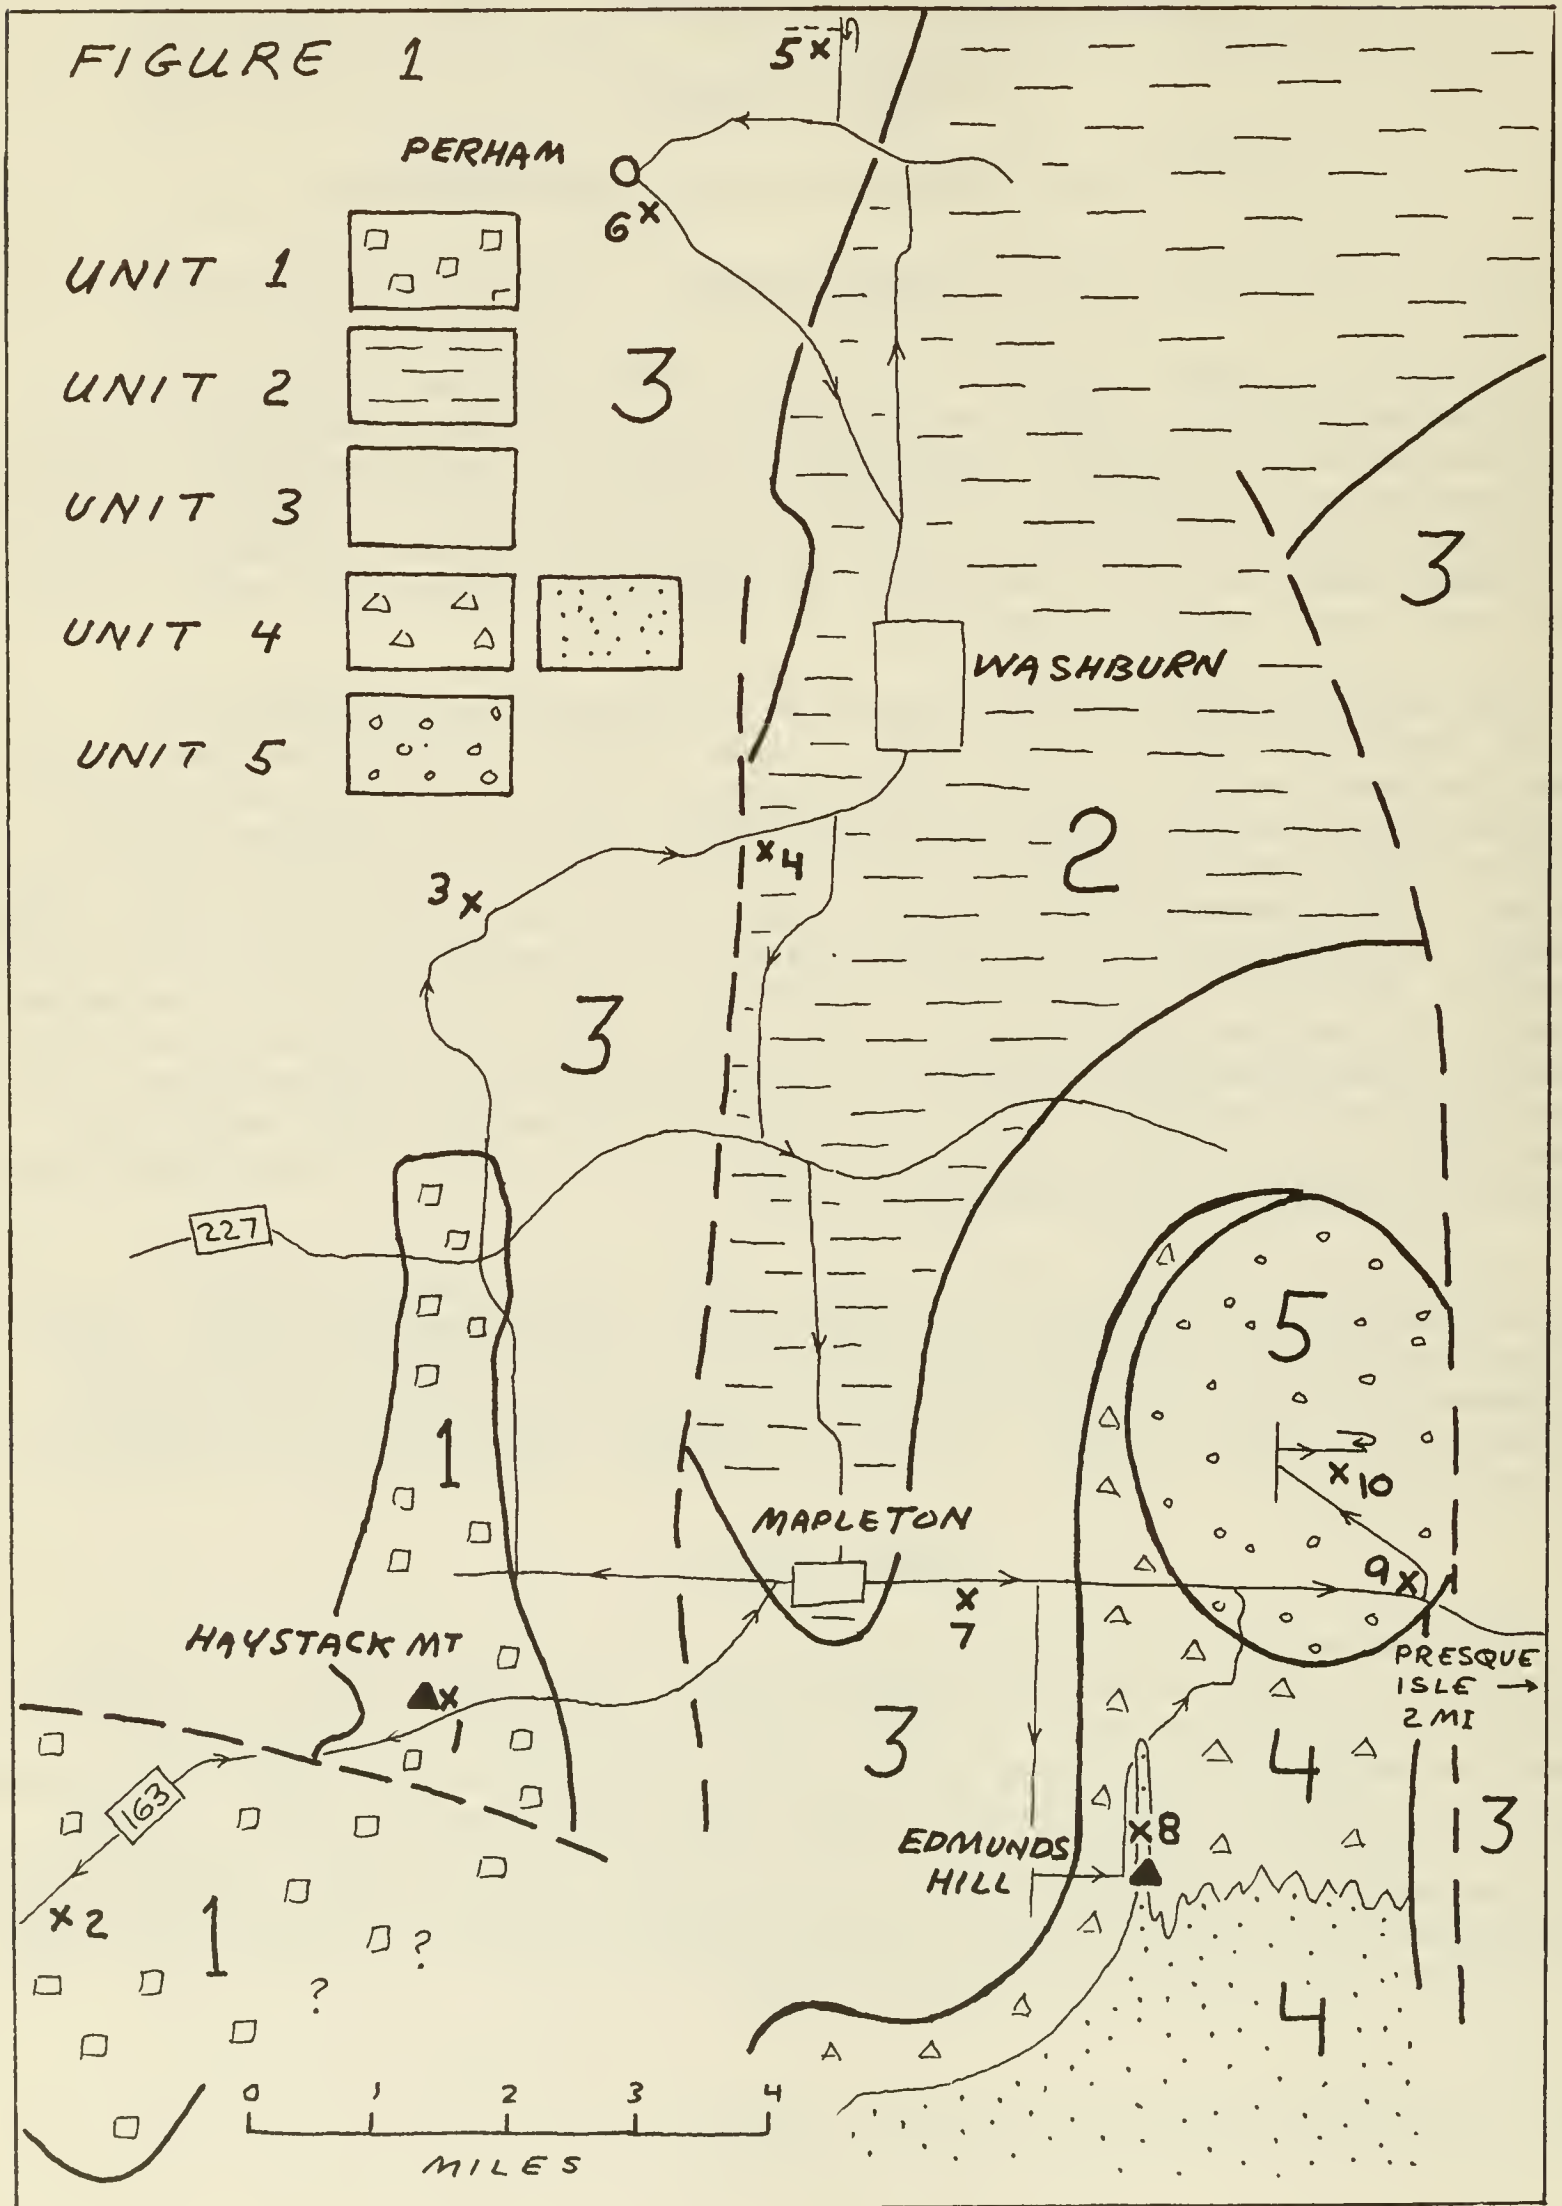 FIGURE 1
5 x
PERHAM
6 x
UNIT 1
UNIT 2
3
UNIT 3
3
UNIT 4
WASHBURN
UNIT 5
2
x 4
3 x
3
227
5
1
x 10
MAPLETON
9 x
x
7
HAYSTACK MT
x
1
PRESQUE
ISLE →
2 MI
3
4
163
3
x 8
EDMUNDS
HILL
x 2
1
?
?
4
0 1 2 3 4
MILES